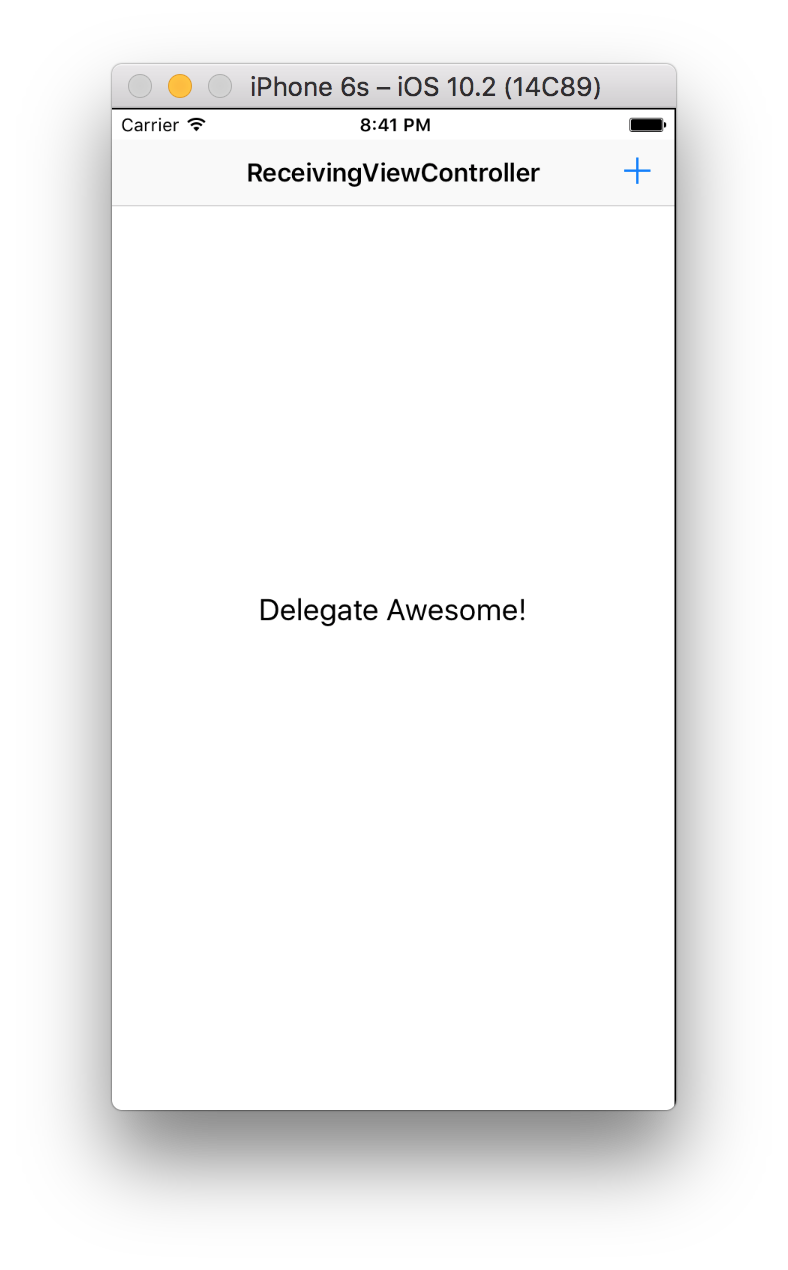 iPhone 6s – iOS 10.2 (14C89)
Carrier 8:41 PM
ReceivingViewController
Delegate Awesome!